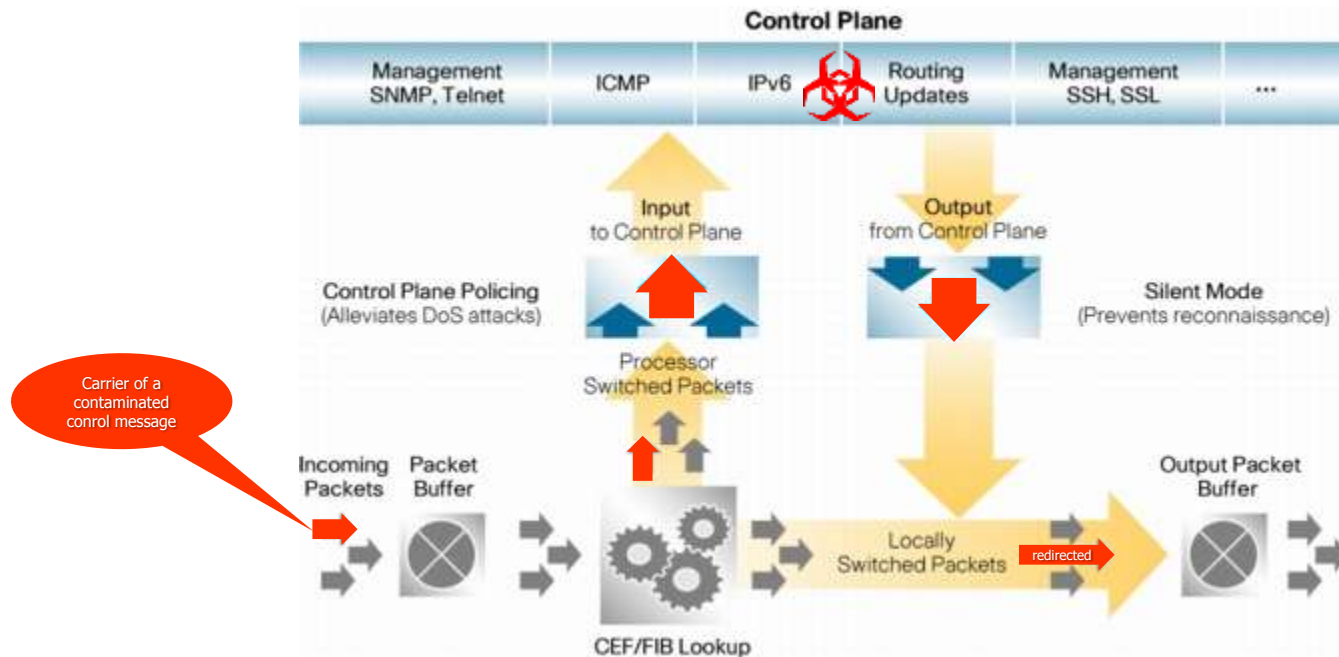 Control Plane
Management
SNMP, Telnet
ICMP
IPv6
Routing
Updates
Management
SSH, SSL
...
Input
to Control Plane
Output
from Control Plane
Control Plane Policing
(Alleviates DoS attacks)
Silent Mode
(Prevents reconnaissance)
Processor
Switched Packets
Carrier of a
contaminated
conrol message
Incoming
Packets
Packet
Buffer
Output Packet
Buffer
Locally
Switched Packets
redirected
CEF/FIB Lookup